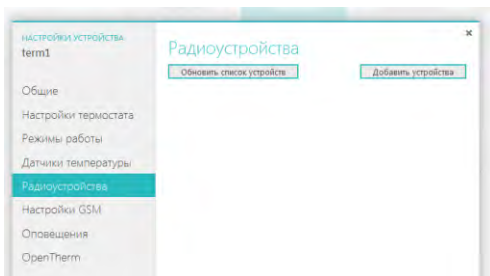 НАСТРОЙКИ УСТРОЙСТВА
term1
Общие
Настройки термостата
Режимы работы
Датчики температуры
Радиоустройства
Настройки GSM
Оповещения
OpenTherm
×
Радиоустройства
Обновить список устройств
Добавить устройства